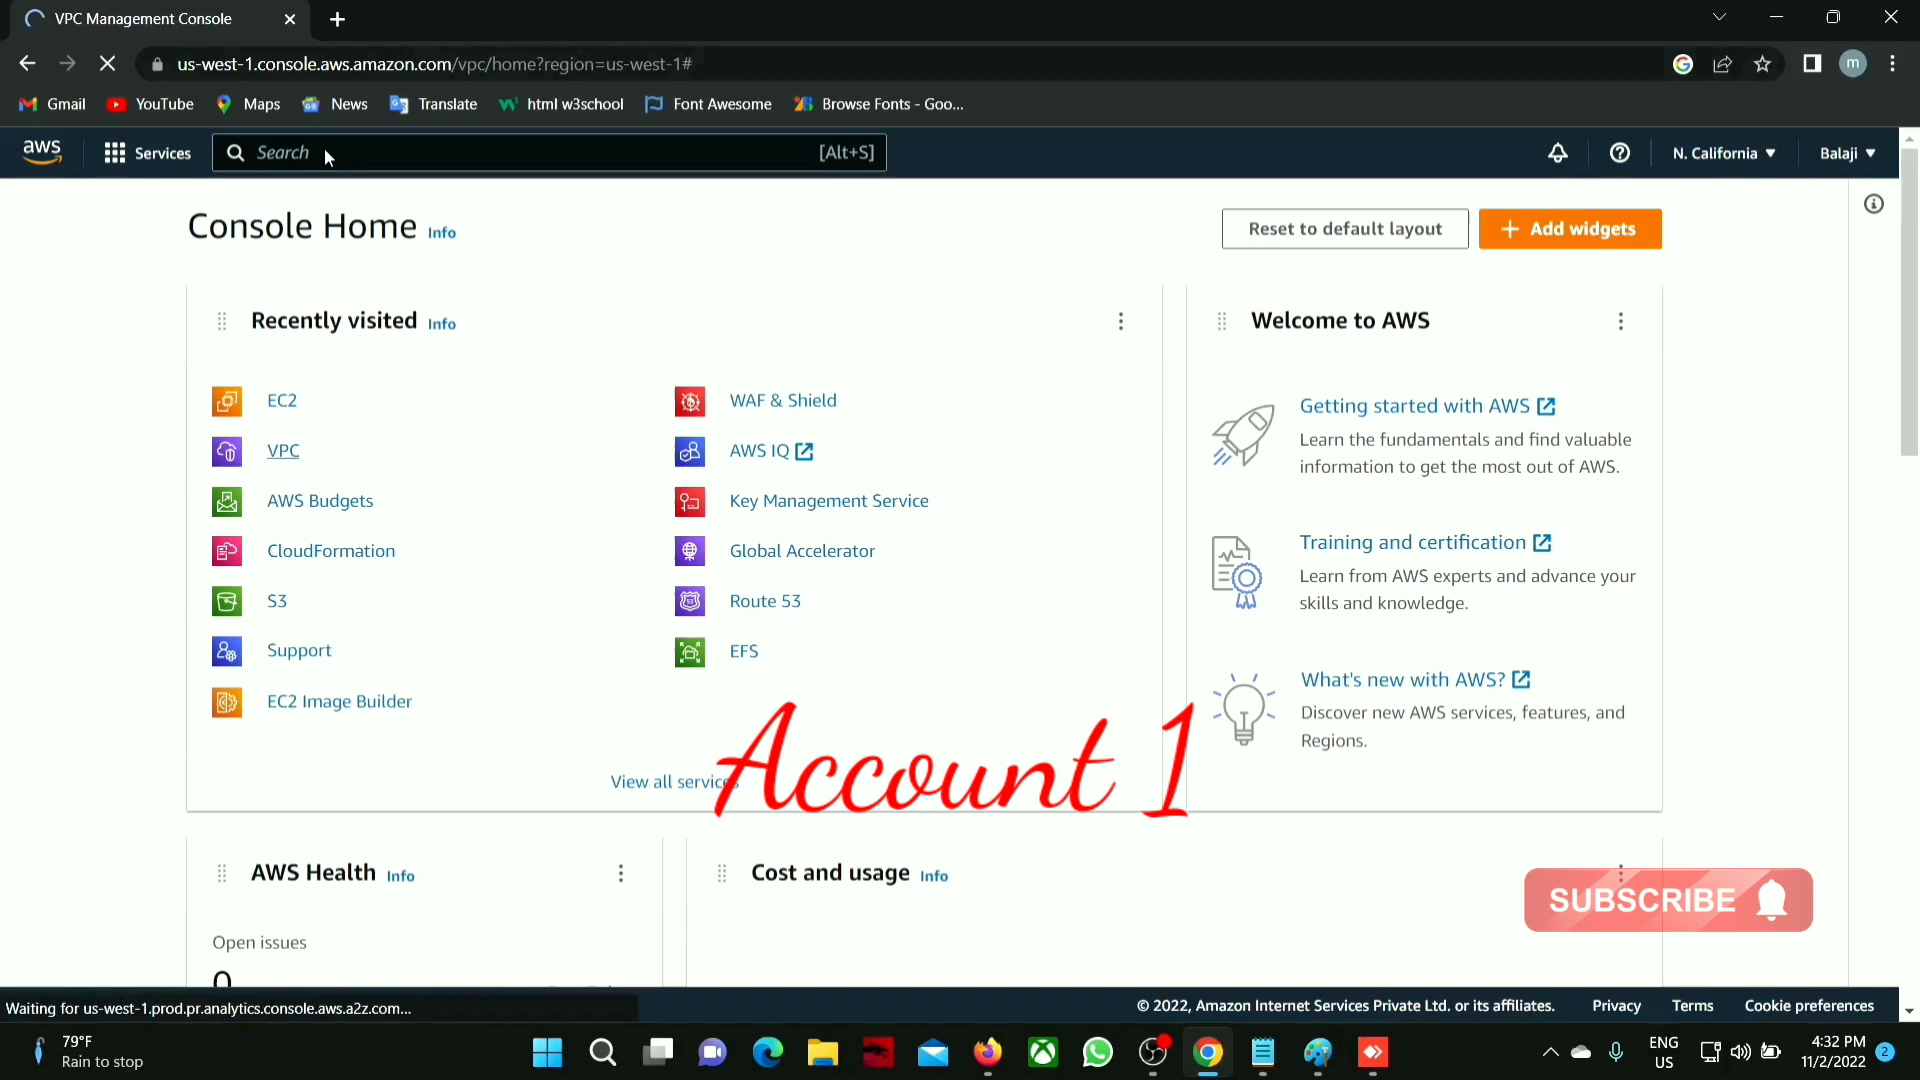 VPC Management Console
us-west-1.console.aws.amazon.com/vpc/home?region=us-west-1#
m
Gmail YouTube Maps News Translate html w3school Font Awesome Browse Fonts - Goo...
aws Services Search [Alt+S] N. California Balaji
Console Home Info
Reset to default layout
Add widgets
Recently visited Info
EC2
VPC
AWS Budgets
CloudFormation
S3
Support
EC2 Image Builder
WAF & Shield
AWS IQ
Key Management Service
Global Accelerator
Route 53
EFS
View all services
Welcome to AWS
Getting started with AWS
Learn the fundamentals and find valuable
information to get the most out of AWS.
Training and certification
Learn from AWS experts and advance your
skills and knowledge.
What's new with AWS?
Discover new AWS services, features, and
Regions.
Account 1
AWS Health Info
Open issues
0
Cost and usage Info
SUBSCRIBE
Waiting for us-west-1.prod.pr.analytics.console.aws.a2z.com...
© 2022, Amazon Internet Services Private Ltd. or its affiliates. Privacy Terms Cookie preferences
79°F
Rain to stop
ENG
US
4:32 PM
11/2/2022
2